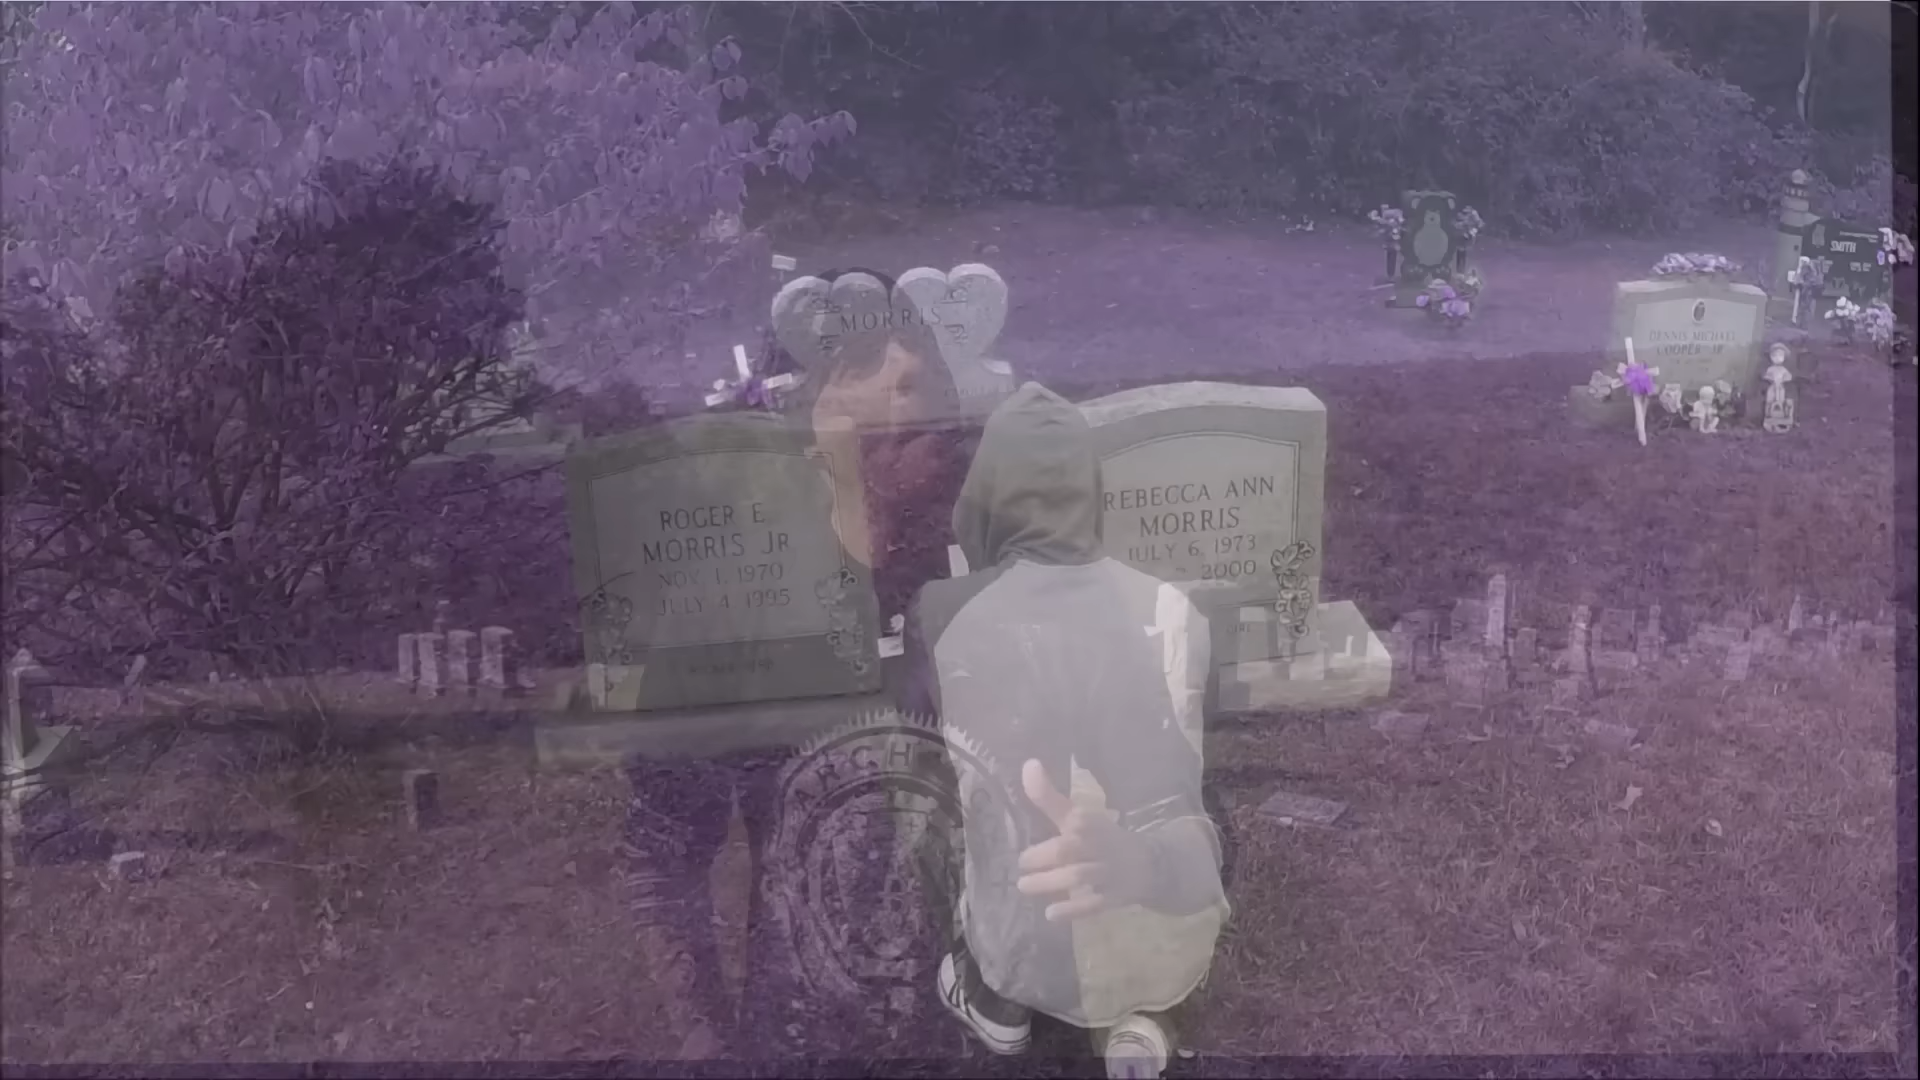 MORRIS
SMITH
DENNIS MICHAEL
COOPER JR.
ROGER E.
MORRIS JR
NOV. 1, 1970
JULY 4, 1995
REBECCA ANN
MORRIS
JULY 6, 1973
2000
GIRL
ARCH